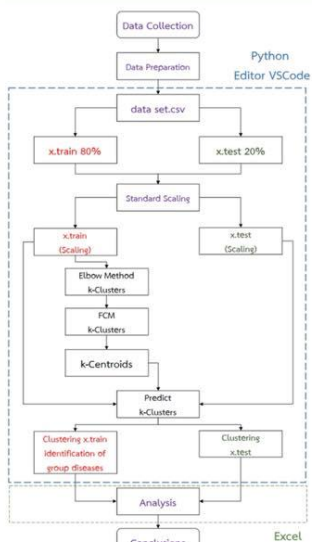 Data Collection
Python
Editor VSCode
Data Preparation
data set.csv
x.train 80%
x.test 20%
Standard Scaling
x.train
(Scaling)
x.test
(Scaling)
Elbow Method
k-Clusters
FCM
k-Clusters
k-Centroids
Predict
k-Clusters
Clustering x.train
Identification of
group diseases
Clustering
x.test
Analysis
Excel
Conclusions